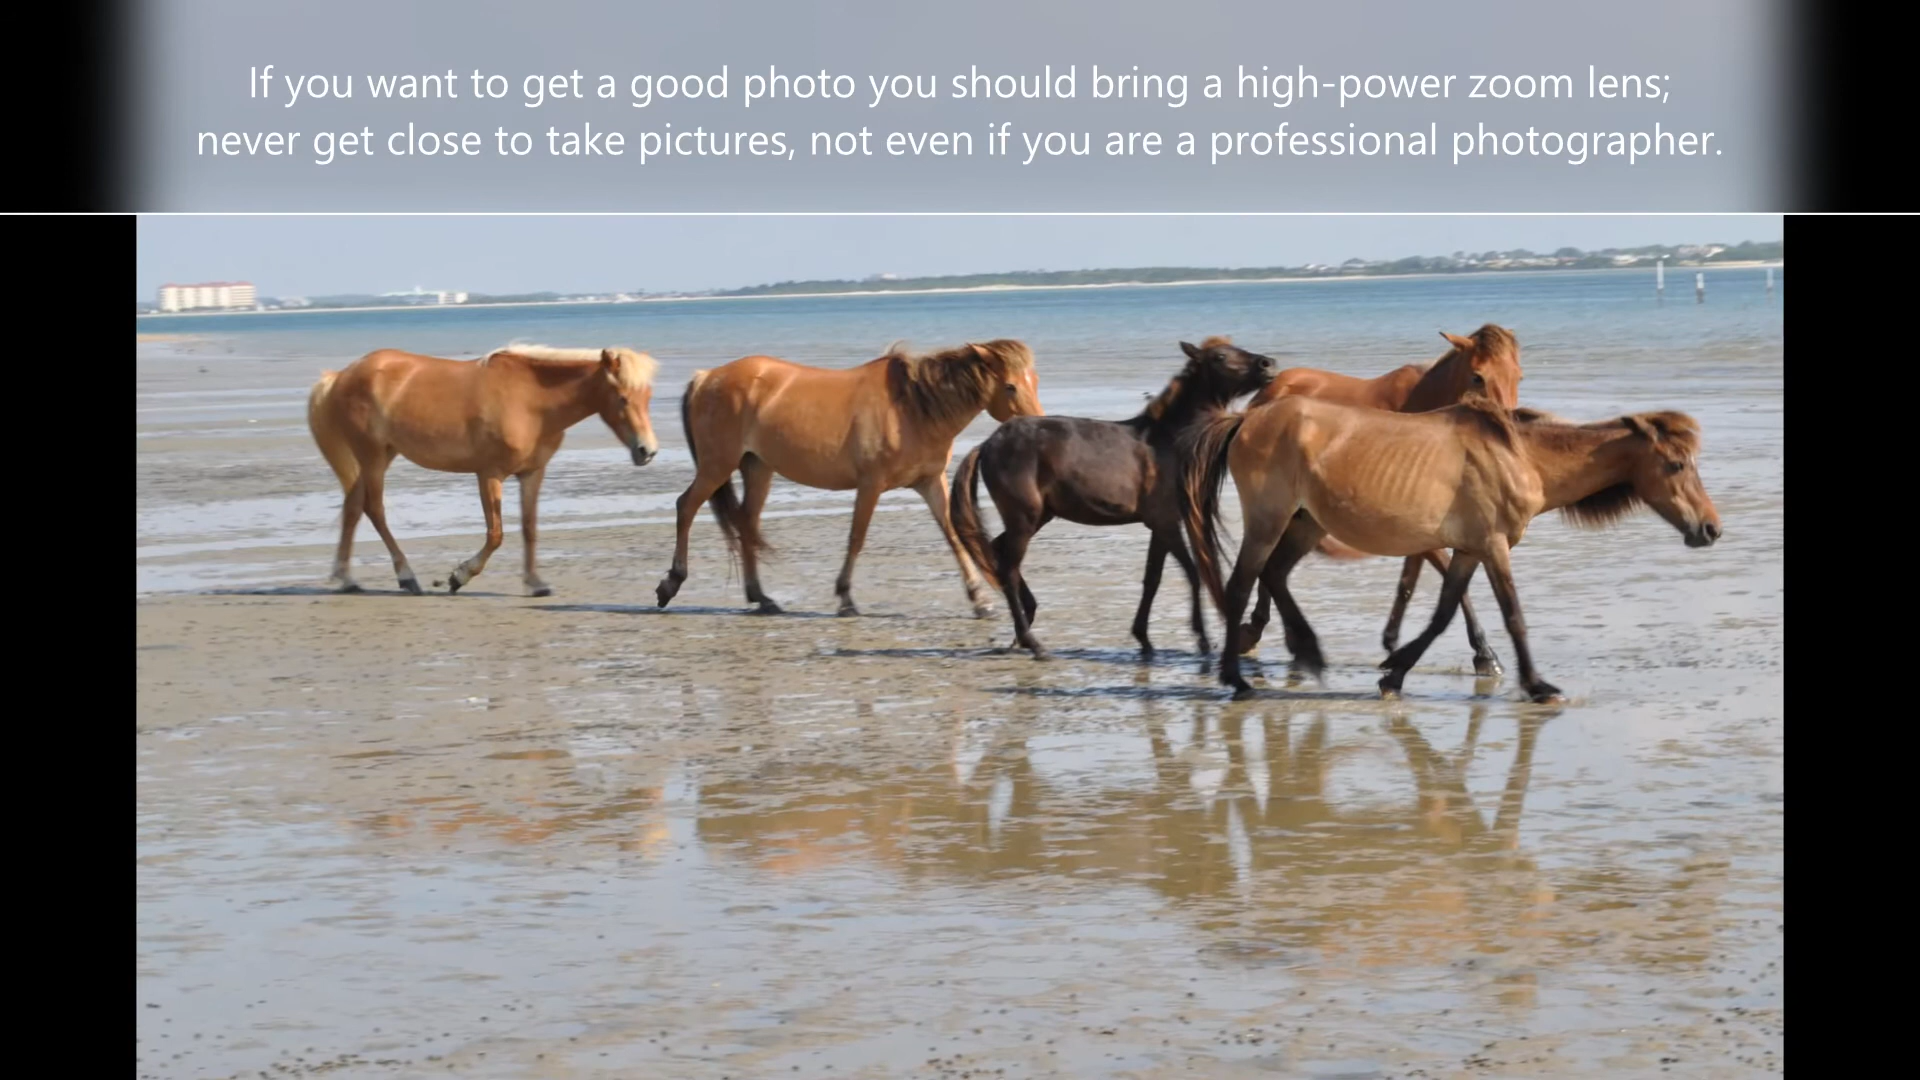 If you want to get a good photo you should bring a high-power zoom lens;
never get close to take pictures, not even if you are a professional photographer.